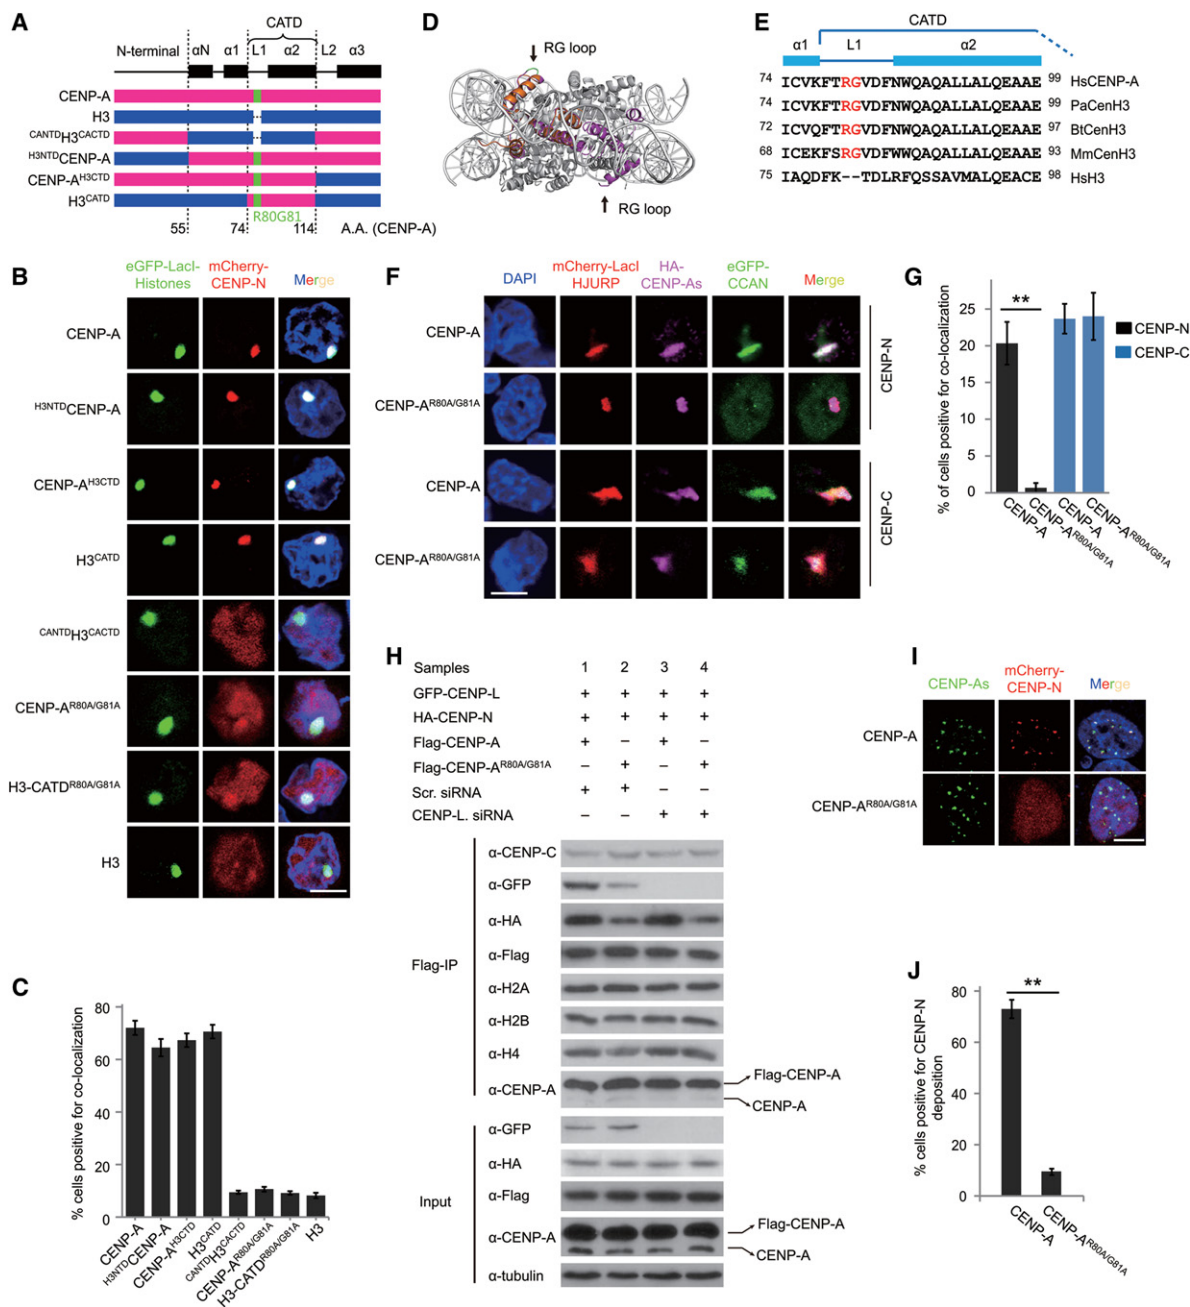 A
CATD
N-terminal αN α1 L1 α2 L2 α3
CENP-A
H3
CANTDH3CACTD
H3NTDCENP-A
CENP-AH3CTD
H3CATD
R80G81
55 74 114 A.A. (CENP-A)
B
eGFP-LacI-Histones mCherry-CENP-N Merge
CENP-A
H3NTDCENP-A
CENP-AH3CTD
H3CATD
CANTDH3CACTD
CENP-AR80A/G81A
H3-CATDR80A/G81A
H3
C
% cells positive for co-localization
80
60
40
20
0
CENP-A
H3NTDCENP-A
CENP-AH3CTD
H3CATD
CANTDH3CACTD
CENP-AR80A/G81A
H3-CATDR80A/G81A
H3
D
RG loop
RG loop
E
CATD
α1 L1 α2
74 ICVKFTRGVDFNWQAQALLALQEAAE 99 HsCENP-A
74 ICVKFTRGVDFNWQAQALLALQEAAE 99 PaCenH3
72 ICVQFTRGVDFNWQAQALLALQEAAE 97 BtCenH3
68 ICEKFSRGVDFWWQAQALLALQEAAE 93 MmCenH3
75 IAQDFK--TDLRFQSSAVMALQEACE 98 HsH3
F
DAPI mCherry-LacI HJURP HA-CENP-As eGFP-CCAN Merge
CENP-A
CENP-AR80A/G81A
CENP-N
CENP-A
CENP-AR80A/G81A
CENP-C
G
% of cells positive for co-localization
25
20
15
10
5
0
**
CENP-N
CENP-C
CENP-A
CENP-AR80A/G81A
CENP-A
CENP-AR80A/G81A
H
Samples 1 2 3 4
GFP-CENP-L + + + +
HA-CENP-N + + + +
Flag-CENP-A + – + –
Flag-CENP-AR80A/G81A – + – +
Scr. siRNA + + – –
CENP-L. siRNA – – + +
Flag-IP
α-CENP-C
α-GFP
α-HA
α-Flag
α-H2A
α-H2B
α-H4
α-CENP-A
Flag-CENP-A
CENP-A
Input
α-GFP
α-HA
α-Flag
α-CENP-A
Flag-CENP-A
CENP-A
α-tubulin
I
CENP-As mCherry-CENP-N Merge
CENP-A
CENP-AR80A/G81A
J
% cells positive for CENP-N deposition
80
60
40
20
0
**
CENP-A
CENP-AR80A/G81A